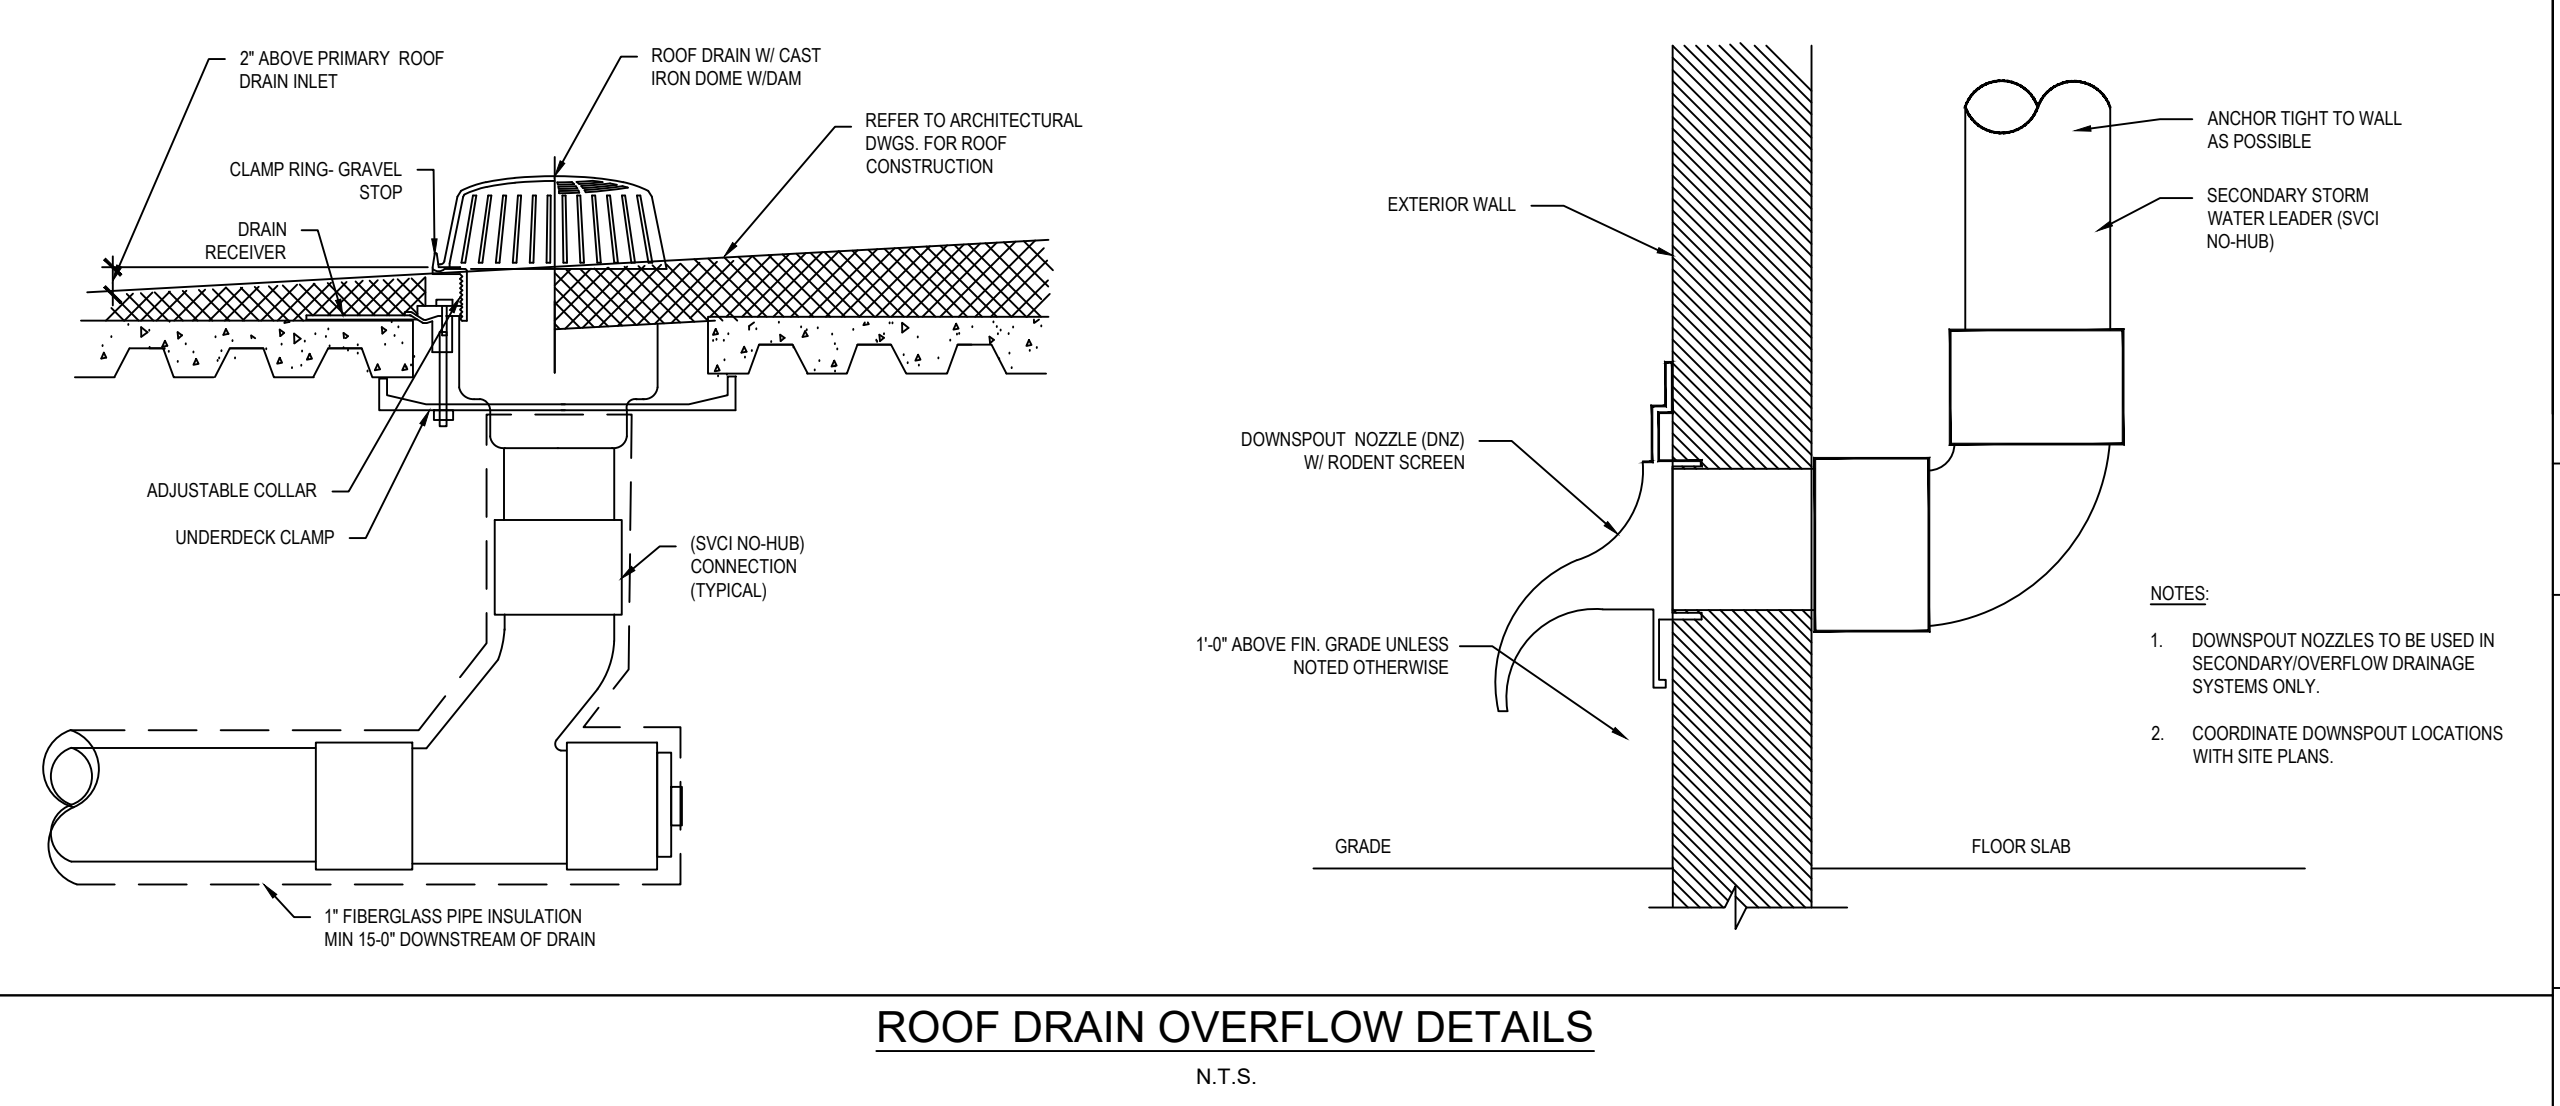 2" ABOVE PRIMARY ROOF
DRAIN INLET
ROOF DRAIN W/ CAST
IRON DOME W/DAM
REFER TO ARCHITECTURAL
DWGS. FOR ROOF
CONSTRUCTION
CLAMP RING- GRAVEL
STOP
DRAIN
RECEIVER
ADJUSTABLE COLLAR
UNDERDECK CLAMP
(SVCI NO-HUB)
CONNECTION
(TYPICAL)
1" FIBERGLASS PIPE INSULATION
MIN 15-0" DOWNSTREAM OF DRAIN
EXTERIOR WALL
ANCHOR TIGHT TO WALL
AS POSSIBLE
SECONDARY STORM
WATER LEADER (SVCI
NO-HUB)
DOWNSPOUT NOZZLE (DNZ)
W/ RODENT SCREEN
1'-0" ABOVE FIN. GRADE UNLESS
NOTED OTHERWISE
GRADE
FLOOR SLAB
NOTES:
1. DOWNSPOUT NOZZLES TO BE USED IN
SECONDARY/OVERFLOW DRAINAGE
SYSTEMS ONLY.
2. COORDINATE DOWNSPOUT LOCATIONS
WITH SITE PLANS.
ROOF DRAIN OVERFLOW DETAILS
N.T.S.